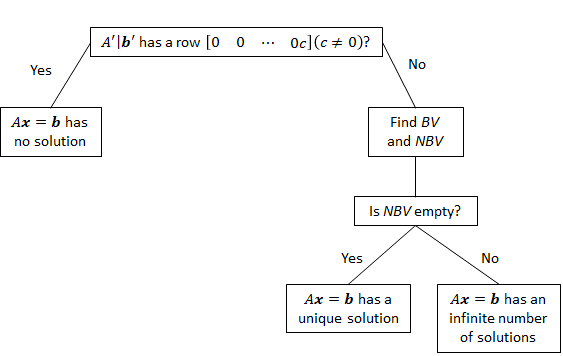 A′|b′ has a row [0 0 ⋯ 0c](c ≠ 0)?
Yes
No
Ax = b has
no solution
Find BV
and NBV
Is NBV empty?
Yes
No
Ax = b has a
unique solution
Ax = b has an
infinite number
of solutions